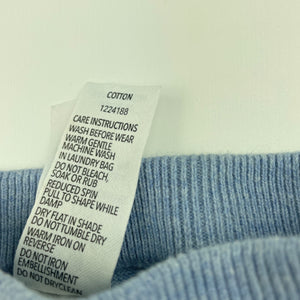 COTTON
1224188
CARE INSTRUCTIONS
WASH BEFORE WEAR
WARM GENTLE
MACHINE WASH
IN LAUNDRY BAG
DO NOT BLEACH,
SOAK OR RUB
REDUCED SPIN
PULL TO SHAPE WHILE
DAMP
DRY FLAT IN SHADE
DO NOT TUMBLE DRY
WARM IRON ON
REVERSE
DO NOT IRON
EMBELLISHMENT
DO NOT DRYCLEAN